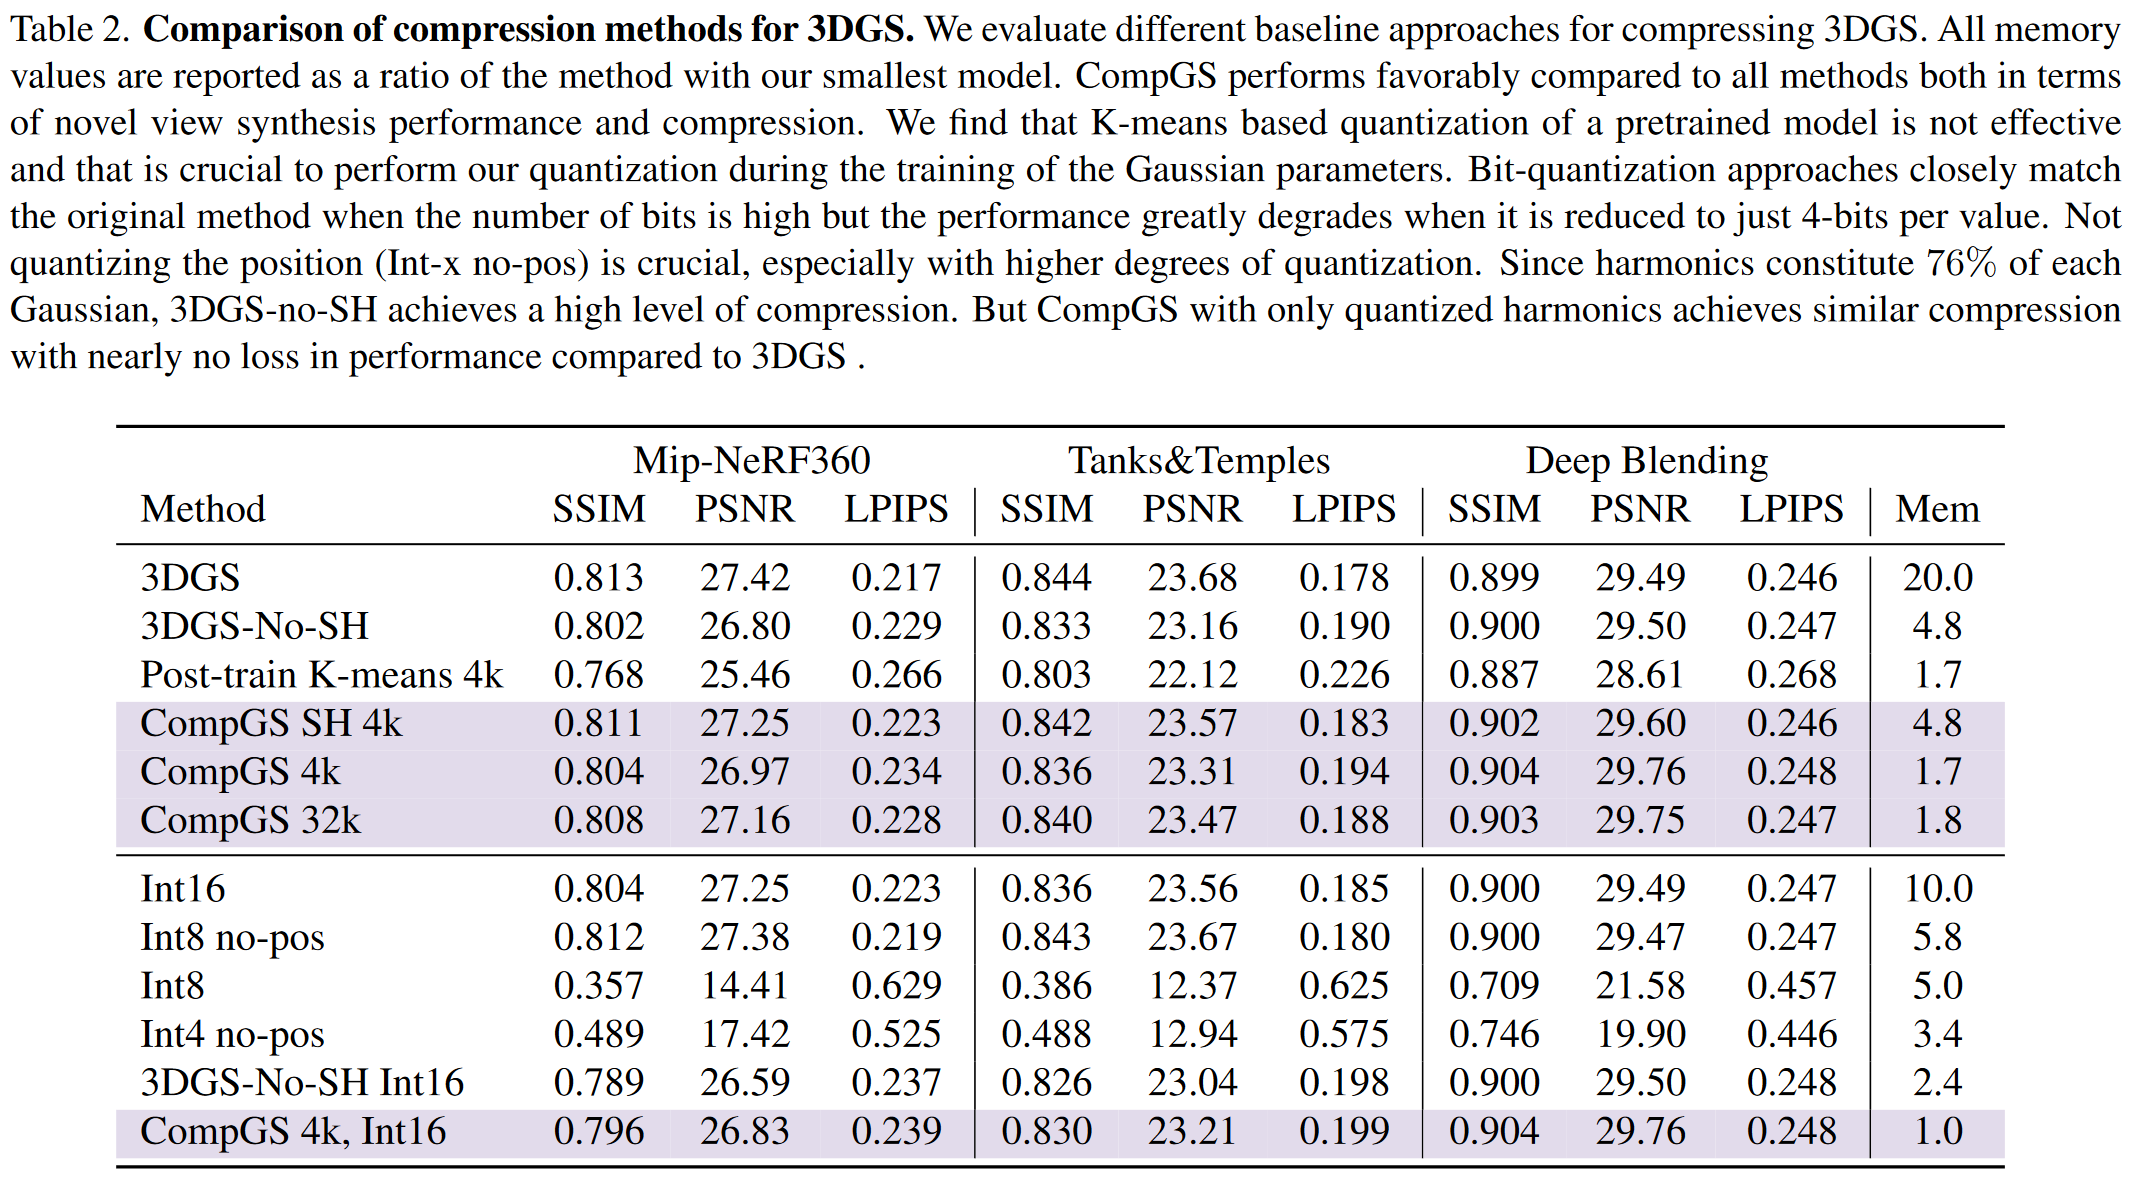 Table 2. Comparison of compression methods for 3DGS. We evaluate different baseline approaches for compressing 3DGS. All memory
values are reported as a ratio of the method with our smallest model. CompGS performs favorably compared to all methods both in terms
of novel view synthesis performance and compression. We find that K-means based quantization of a pretrained model is not effective
and that is crucial to perform our quantization during the training of the Gaussian parameters. Bit-quantization approaches closely match
the original method when the number of bits is high but the performance greatly degrades when it is reduced to just 4-bits per value. Not
quantizing the position (Int-x no-pos) is crucial, especially with higher degrees of quantization. Since harmonics constitute 76% of each
Gaussian, 3DGS-no-SH achieves a high level of compression. But CompGS with only quantized harmonics achieves similar compression
with nearly no loss in performance compared to 3DGS .
Mip-NeRF360 Tanks&Temples Deep Blending
Method SSIM PSNR LPIPS SSIM PSNR LPIPS SSIM PSNR LPIPS Mem
3DGS 0.813 27.42 0.217 0.844 23.68 0.178 0.899 29.49 0.246 20.0
3DGS-No-SH 0.802 26.80 0.229 0.833 23.16 0.190 0.900 29.50 0.247 4.8
Post-train K-means 4k 0.768 25.46 0.266 0.803 22.12 0.226 0.887 28.61 0.268 1.7
CompGS SH 4k 0.811 27.25 0.223 0.842 23.57 0.183 0.902 29.60 0.246 4.8
CompGS 4k 0.804 26.97 0.234 0.836 23.31 0.194 0.904 29.76 0.248 1.7
CompGS 32k 0.808 27.16 0.228 0.840 23.47 0.188 0.903 29.75 0.247 1.8
Int16 0.804 27.25 0.223 0.836 23.56 0.185 0.900 29.49 0.247 10.0
Int8 no-pos 0.812 27.38 0.219 0.843 23.67 0.180 0.900 29.47 0.247 5.8
Int8 0.357 14.41 0.629 0.386 12.37 0.625 0.709 21.58 0.457 5.0
Int4 no-pos 0.489 17.42 0.525 0.488 12.94 0.575 0.746 19.90 0.446 3.4
3DGS-No-SH Int16 0.789 26.59 0.237 0.826 23.04 0.198 0.900 29.50 0.248 2.4
CompGS 4k, Int16 0.796 26.83 0.239 0.830 23.21 0.199 0.904 29.76 0.248 1.0